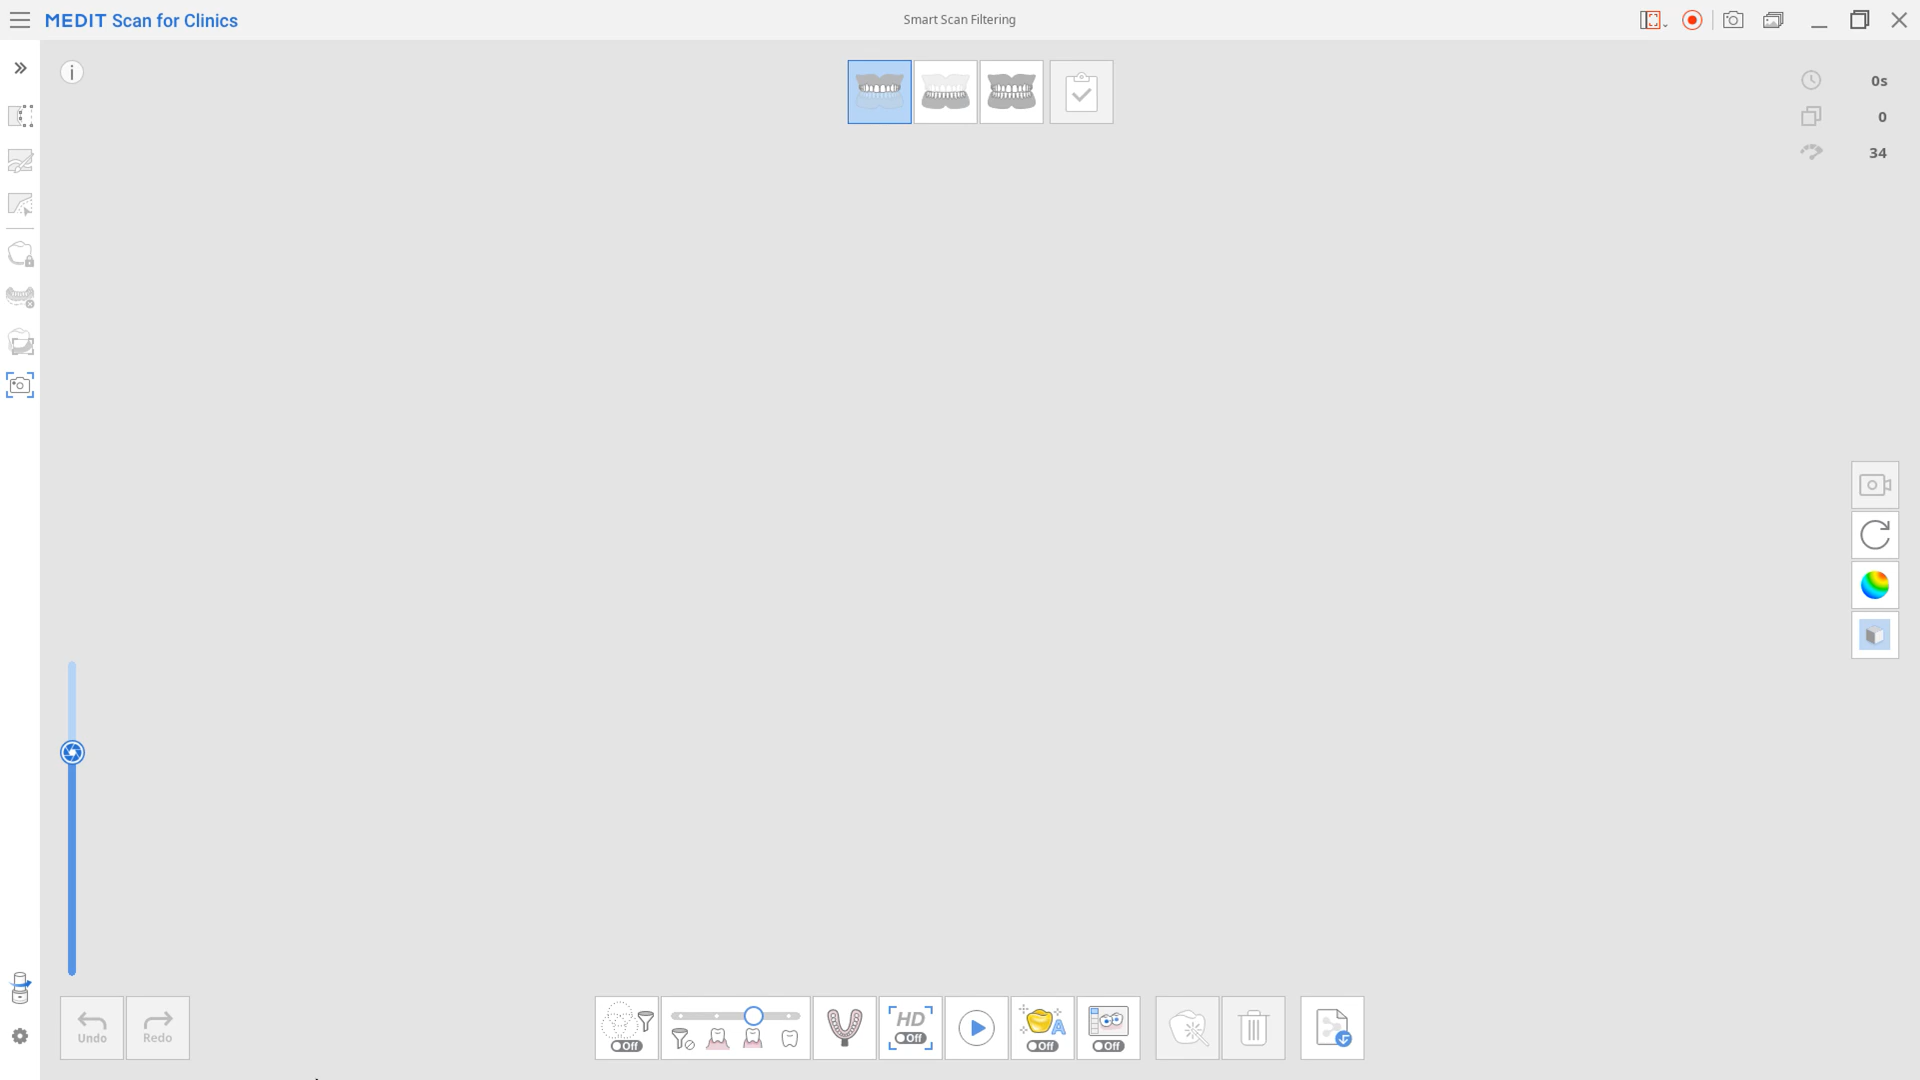 MEDIT Scan for Clinics
Smart Scan Filtering
0s
0
34
Undo
Redo
Off
HD
Off
A
Off
Off